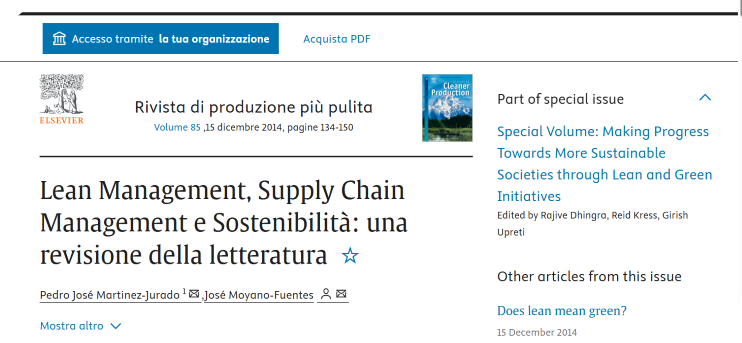 Accesso tramite la tua organizzazione
Acquista PDF
ELSEVIER
Rivista di produzione più pulita
Volume 85 ,15 dicembre 2014, pagine 134-150
Cleaner
Production
Lean Management, Supply Chain
Management e Sostenibilità: una
revisione della letteratura
Pedro José Martinez-Jurado 1 ,José Moyano-Fuentes
Mostra altro
Part of special issue
Special Volume: Making Progress
Towards More Sustainable
Societies through Lean and Green
Initiatives
Edited by Rajive Dhingra, Reid Kress, Girish
Upreti
Other articles from this issue
Does lean mean green?
15 December 2014